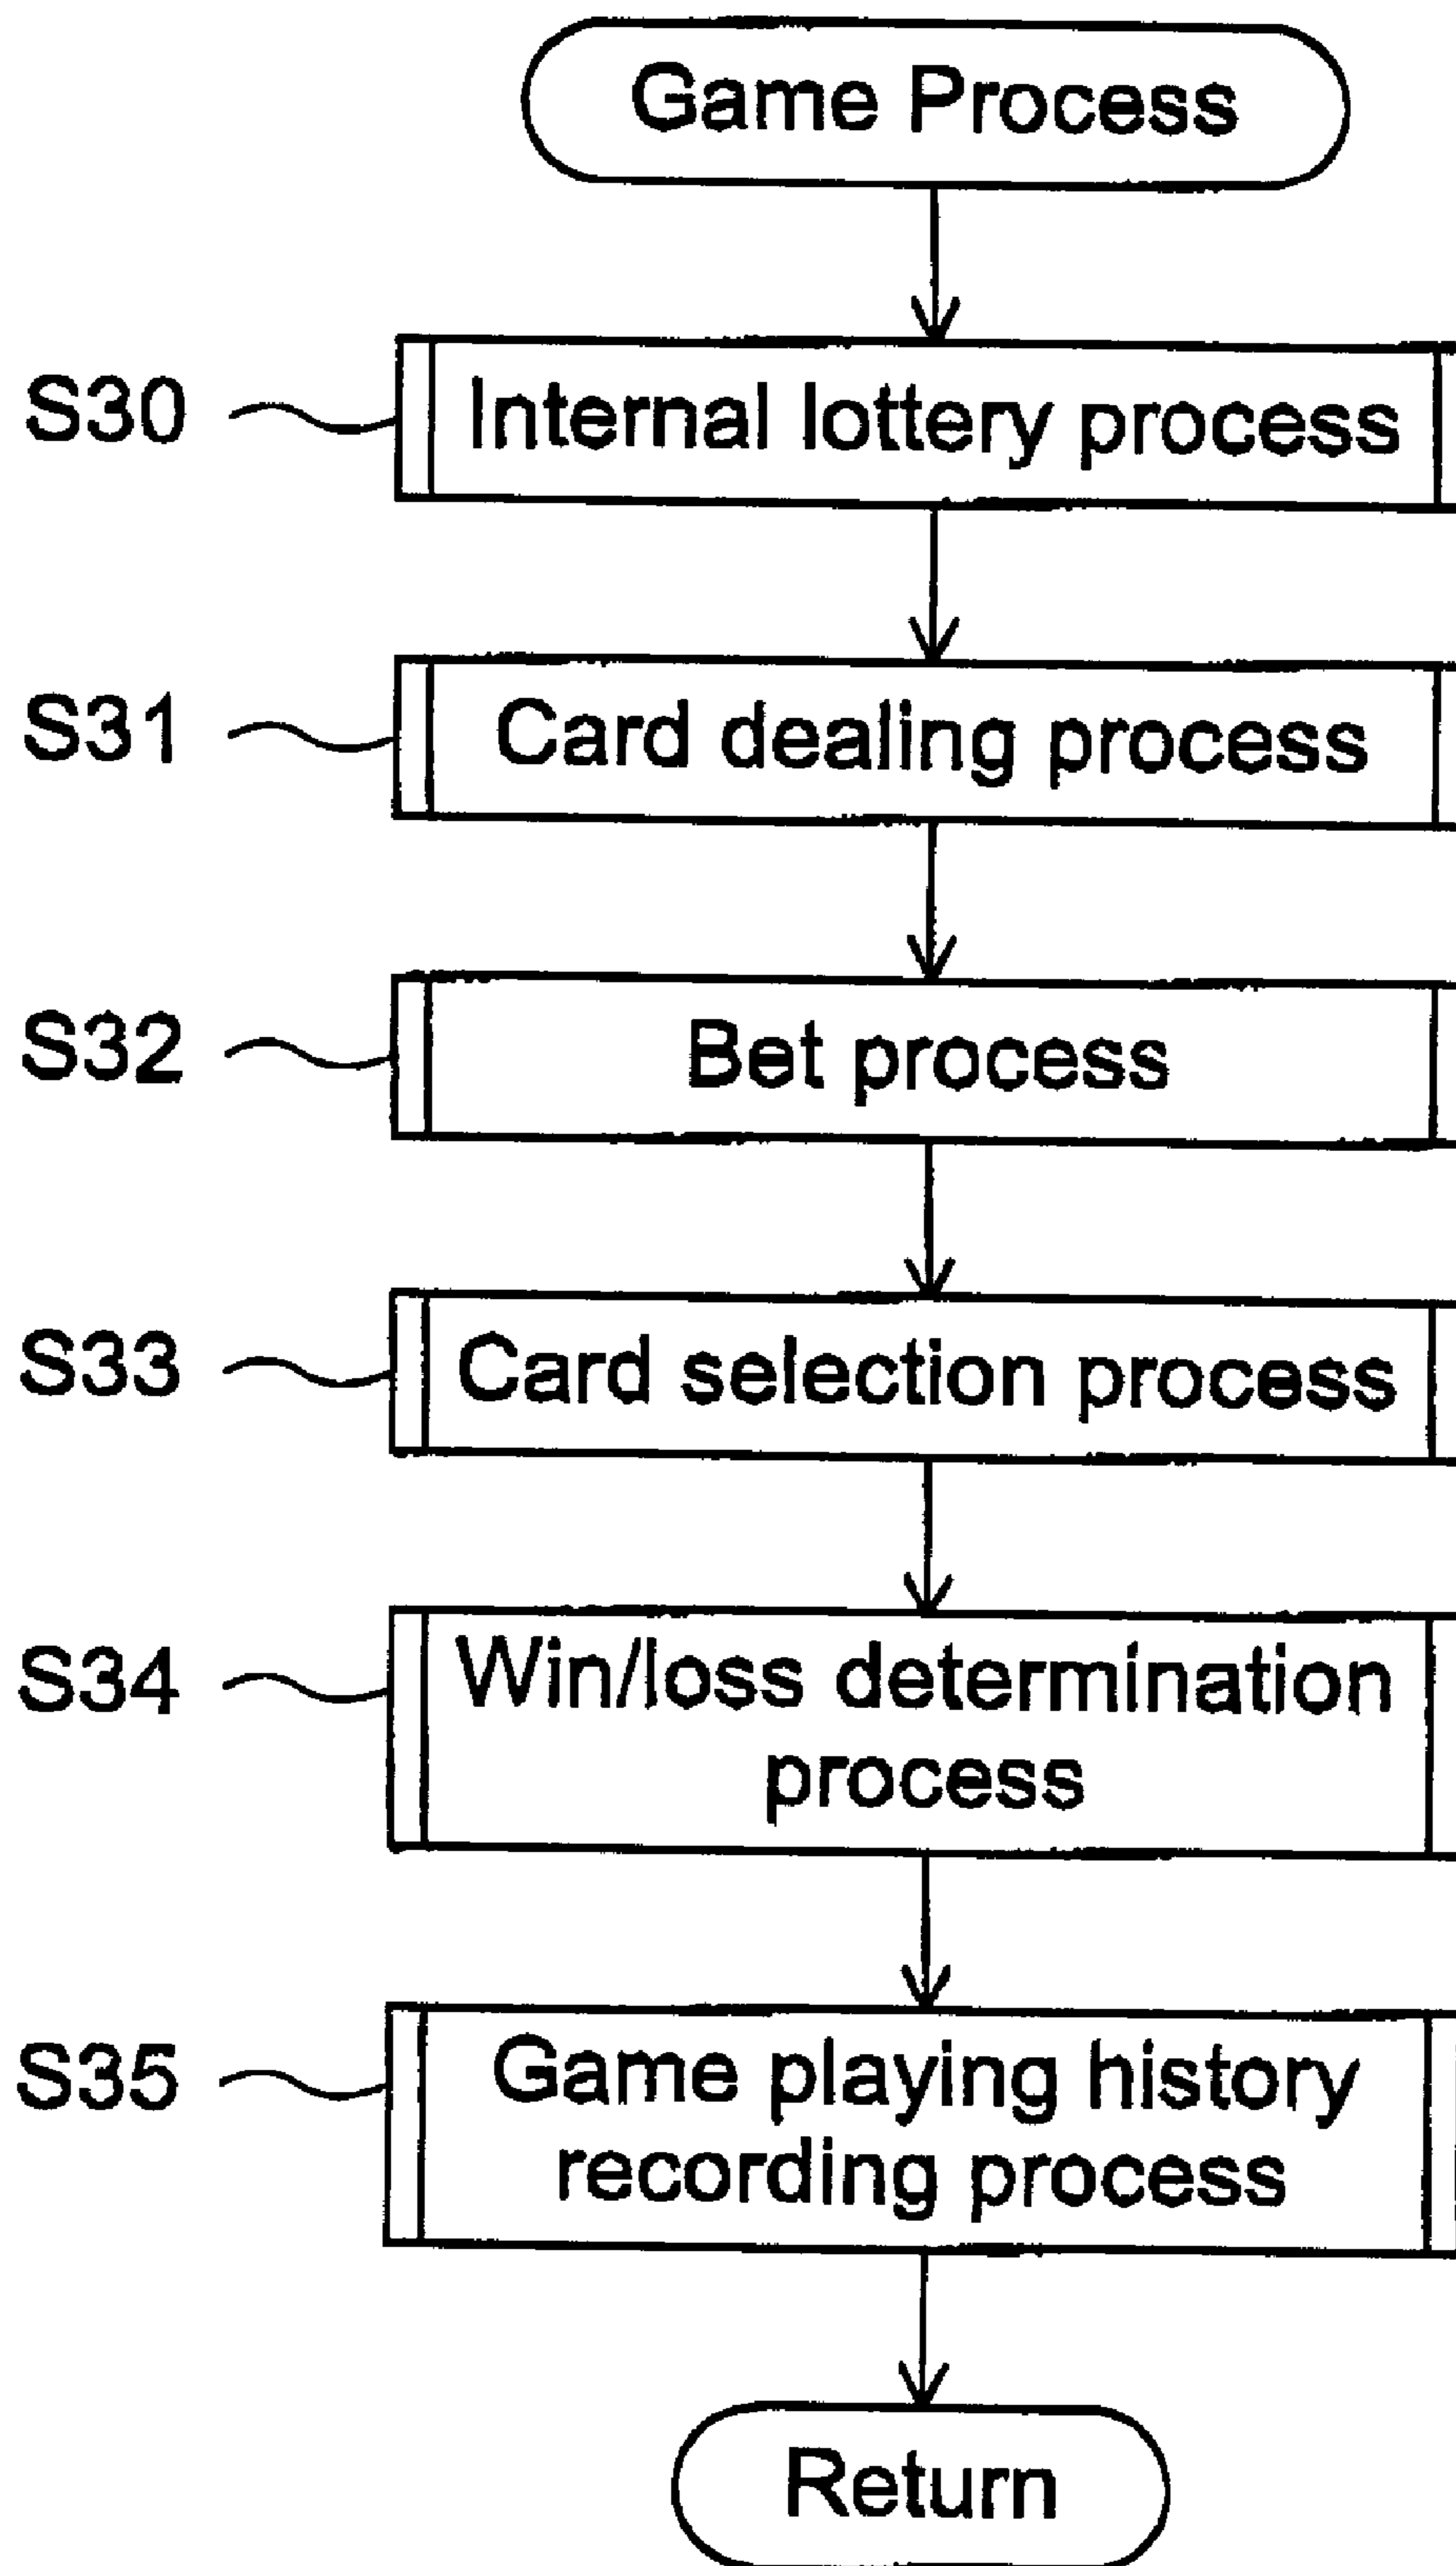 Game Process
S30
Internal lottery process
S31
Card dealing process
S32
Bet process
S33
Card selection process
S34
Win/loss determination
process
S35
Game playing history
recording process
Return